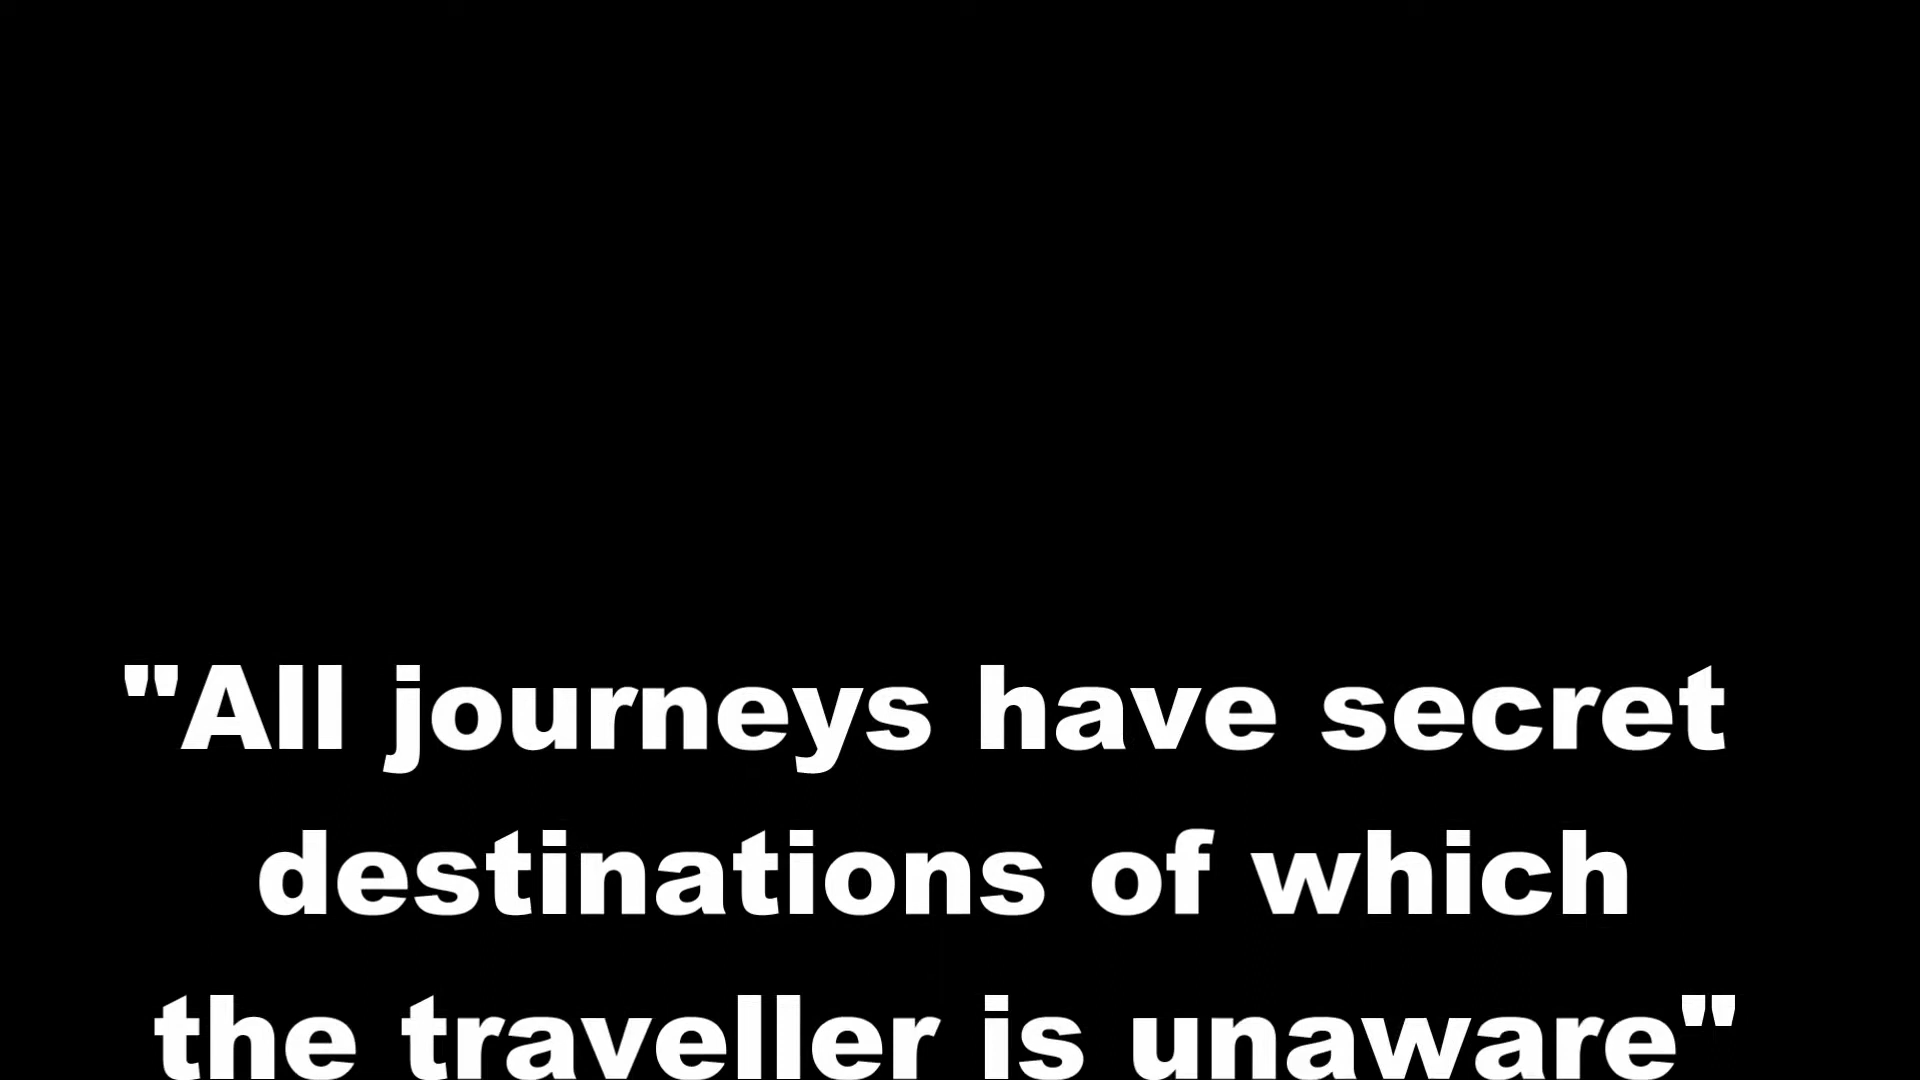 "All journeys have secret
destinations of which
the traveller is unaware"